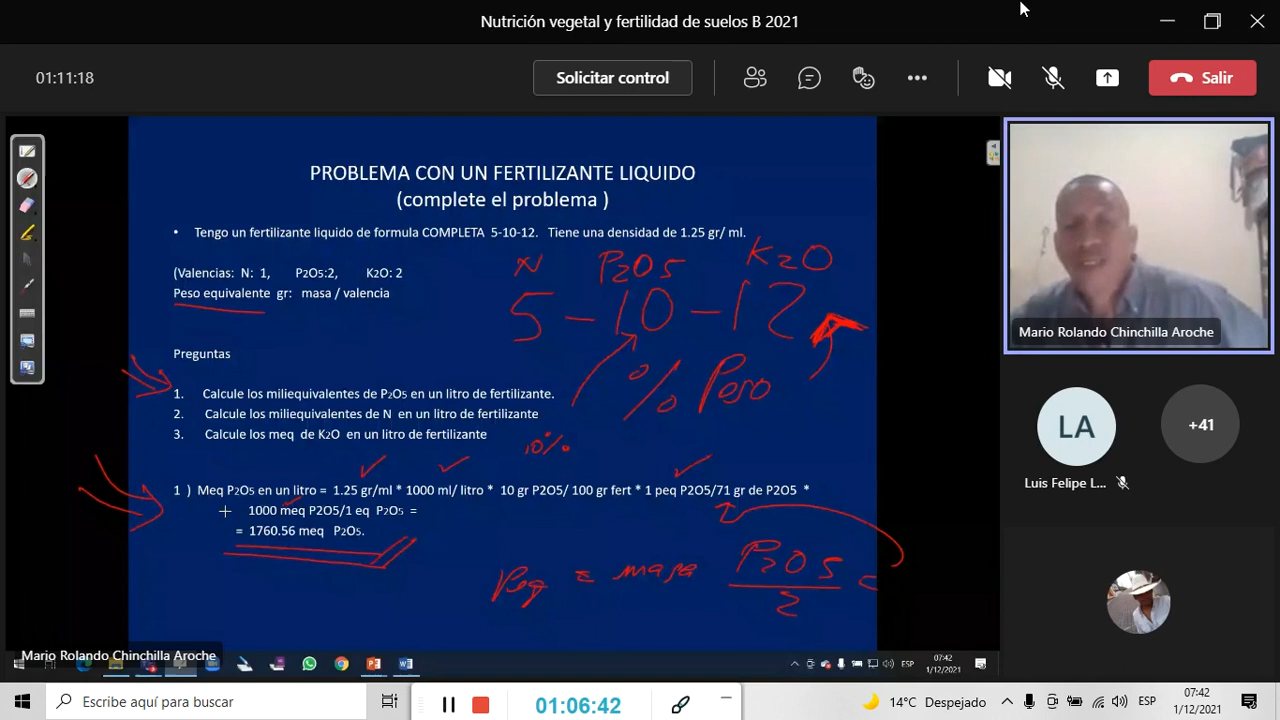 Nutrición vegetal y fertilidad de suelos B 2021
01:11:18
Solicitar control
Salir
PROBLEMA CON UN FERTILIZANTE LIQUIDO
(complete el problema )
• Tengo un fertilizante liquido de formula COMPLETA 5-10-12. Tiene una densidad de 1.25 gr/ ml.
N P2O5 K2O
(Valencias: N: 1, P2O5:2, K2O: 2
Peso equivalente gr: masa / valencia
5 - 10 - 12
Preguntas
% Peso
1. Calcule los miliequivalentes de P2O5 en un litro de fertilizante.
2. Calcule los miliequivalentes de N en un litro de fertilizante
3. Calcule los meq de K2O en un litro de fertilizante
10%
1 ) Meq P2O5 en un litro = 1.25 gr/ml * 1000 ml/ litro * 10 gr P2O5/ 100 gr fert * 1 peq P2O5/71 gr de P2O5 *
1000 meq P2O5/1 eq P2O5 =
= 1760.56 meq P2O5.
Peq = masa P2O5 =
2
Mario Rolando Chinchilla Aroche
LA
+41
Luis Felipe L...
Mario Rolando Chinchilla Aroche
ESP
07:42
1/12/2021
Escribe aquí para buscar
01:06:42
14°C Despejado
ESP
07:42
1/12/2021